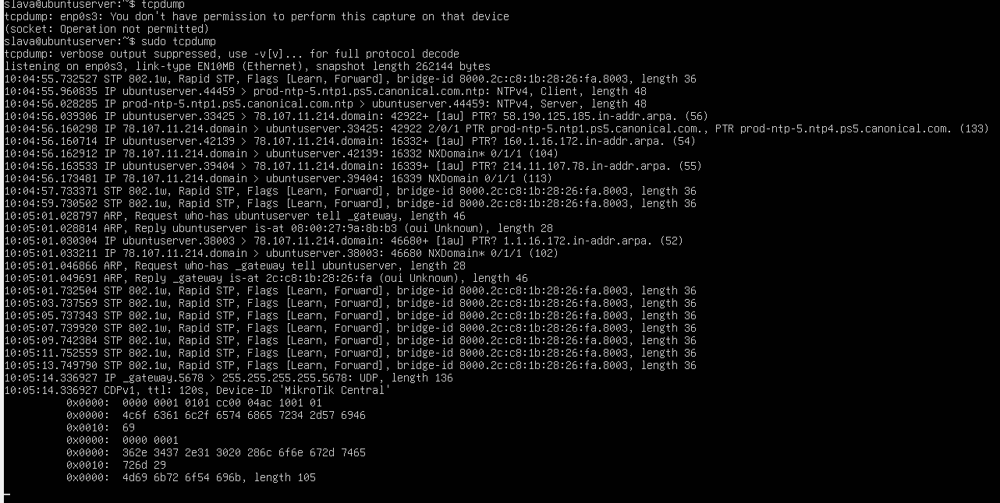 slava@ubuntuserver:~$ tcpdump
tcpdump: enp0s3: You don't have permission to perform this capture on that device
(socket: Operation not permitted)
slava@ubuntuserver:~$ sudo tcpdump
tcpdump: verbose output suppressed, use -v[v]... for full protocol decode
listening on enp0s3, link-type EN10MB (Ethernet), snapshot length 262144 bytes
10:04:55.732527 STP 802.1w, Rapid STP, Flags [Learn, Forward], bridge-id 8000.2c:c8:1b:28:26:fa.8003, length 36
10:04:55.960835 IP ubuntuserver.44459 > prod-ntp-5.ntp1.ps5.canonical.com.ntp: NTPv4, Client, length 48
10:04:56.028285 IP prod-ntp-5.ntp1.ps5.canonical.com.ntp > ubuntuserver.44459: NTPv4, Server, length 48
10:04:56.039306 IP ubuntuserver.33425 > 78.107.11.214.domain: 42922+ [1au] PTR? 58.190.125.185.in-addr.arpa. (56)
10:04:56.160298 IP 78.107.11.214.domain > ubuntuserver.33425: 42922 2/0/1 PTR prod-ntp-5.ntp1.ps5.canonical.com., PTR prod-ntp-5.ntp4.ps5.canonical.com. (133)
10:04:56.160714 IP ubuntuserver.42139 > 78.107.11.214.domain: 16332+ [1au] PTR? 160.1.16.172.in-addr.arpa. (54)
10:04:56.162912 IP 78.107.11.214.domain > ubuntuserver.42139: 16332 NXDomain* 0/1/1 (104)
10:04:56.163533 IP ubuntuserver.39404 > 78.107.11.214.domain: 16339+ [1au] PTR? 214.11.107.78.in-addr.arpa. (55)
10:04:56.173481 IP 78.107.11.214.domain > ubuntuserver.39404: 16339 NXDomain 0/1/1 (113)
10:04:57.733371 STP 802.1w, Rapid STP, Flags [Learn, Forward], bridge-id 8000.2c:c8:1b:28:26:fa.8003, length 36
10:04:59.730502 STP 802.1w, Rapid STP, Flags [Learn, Forward], bridge-id 8000.2c:c8:1b:28:26:fa.8003, length 36
10:05:01.028797 ARP, Request who-has ubuntuserver tell _gateway, length 46
10:05:01.028814 ARP, Reply ubuntuserver is-at 08:00:27:9a:8b:b3 (oui Unknown), length 28
10:05:01.030304 IP ubuntuserver.38003 > 78.107.11.214.domain: 46680+ [1au] PTR? 1.1.16.172.in-addr.arpa. (52)
10:05:01.033211 IP 78.107.11.214.domain > ubuntuserver.38003: 46680 NXDomain* 0/1/1 (102)
10:05:01.046866 ARP, Request who-has _gateway tell ubuntuserver, length 28
10:05:01.049691 ARP, Reply _gateway is-at 2c:c8:1b:28:26:fa (oui Unknown), length 46
10:05:01.732504 STP 802.1w, Rapid STP, Flags [Learn, Forward], bridge-id 8000.2c:c8:1b:28:26:fa.8003, length 36
10:05:03.737569 STP 802.1w, Rapid STP, Flags [Learn, Forward], bridge-id 8000.2c:c8:1b:28:26:fa.8003, length 36
10:05:05.737343 STP 802.1w, Rapid STP, Flags [Learn, Forward], bridge-id 8000.2c:c8:1b:28:26:fa.8003, length 36
10:05:07.739920 STP 802.1w, Rapid STP, Flags [Learn, Forward], bridge-id 8000.2c:c8:1b:28:26:fa.8003, length 36
10:05:09.742384 STP 802.1w, Rapid STP, Flags [Learn, Forward], bridge-id 8000.2c:c8:1b:28:26:fa.8003, length 36
10:05:11.752559 STP 802.1w, Rapid STP, Flags [Learn, Forward], bridge-id 8000.2c:c8:1b:28:26:fa.8003, length 36
10:05:13.749790 STP 802.1w, Rapid STP, Flags [Learn, Forward], bridge-id 8000.2c:c8:1b:28:26:fa.8003, length 36
10:05:14.336927 IP _gateway.5678 > 255.255.255.255.5678: UDP, length 136
10:05:14.336927 CDPv1, ttl: 120s, Device-ID 'MikroTik Central'
0x0000:  0000 0001 0101 cc00 04ac 1001 01
0x0000:  4c6f 6361 6c2f 6574 6865 7234 2d57 6946
0x0010:  69
0x0000:  0000 0001
0x0000:  362e 3437 2e31 3020 286c 6f6e 672d 7465
0x0010:  726d 29
0x0000:  4d69 6b72 6f54 696b, length 105